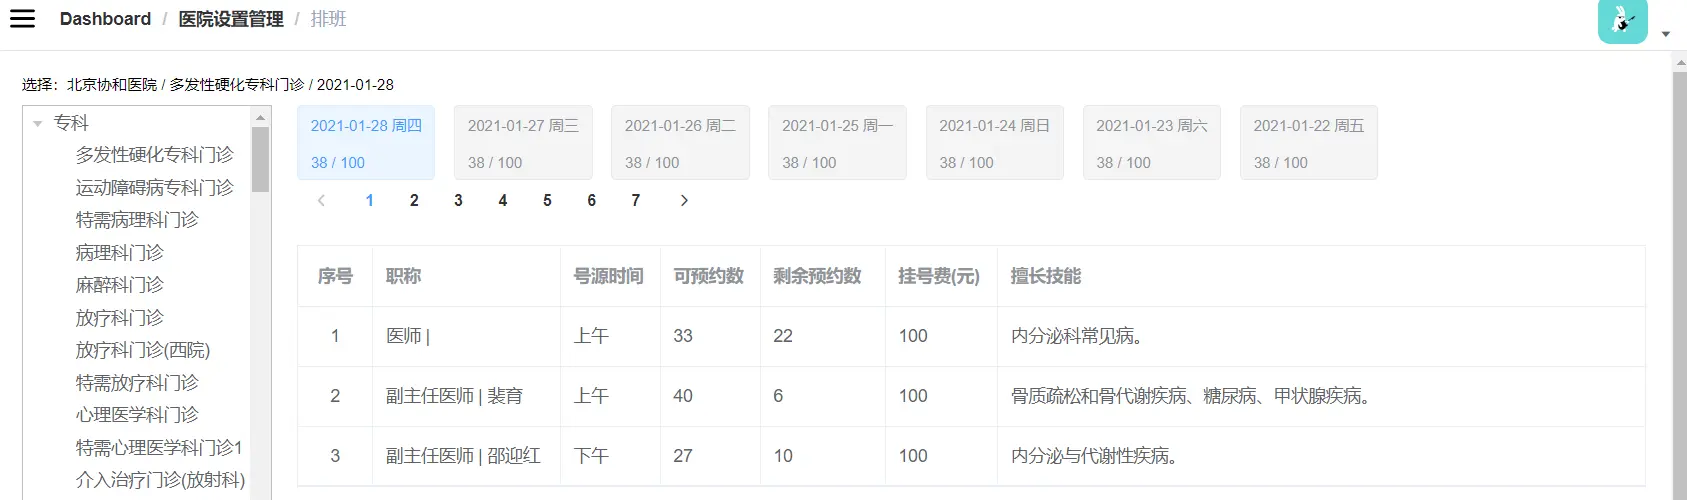 Dashboard / 医院设置管理 / 排班
选择：北京协和医院 / 多发性硬化专科门诊 / 2021-01-28
专科
多发性硬化专科门诊
运动障碍病专科门诊
特需病理科门诊
病理科门诊
麻醉科门诊
放疗科门诊
放疗科门诊(西院)
特需放疗科门诊
心理医学科门诊
特需心理医学科门诊1
介入治疗门诊(放射科)
2021-01-28 周四 2021-01-27 周三 2021-01-26 周二 2021-01-25 周一 2021-01-24 周日 2021-01-23 周六 2021-01-22 周五
38 / 100 38 / 100 38 / 100 38 / 100 38 / 100 38 / 100 38 / 100
1 2 3 4 5 6 7
序号 职称 号源时间 可预约数 剩余预约数 挂号费(元) 擅长技能
1 医师 | 上午 33 22 100 内分泌科常见病。
2 副主任医师 | 裴育 上午 40 6 100 骨质疏松和骨代谢疾病、糖尿病、甲状腺疾病。
3 副主任医师 | 邵迎红 下午 27 10 100 内分泌与代谢性疾病。